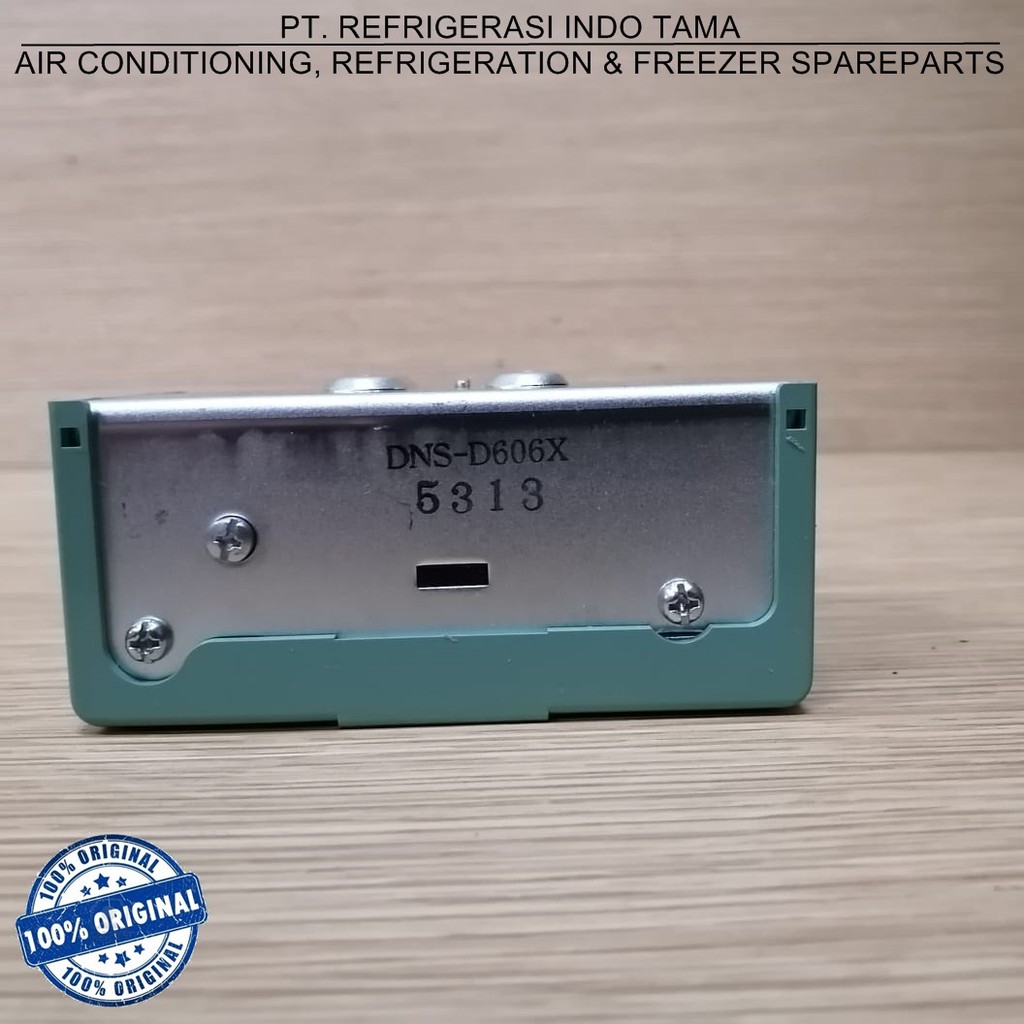 PT. REFRIGERASI INDO TAMA
AIR CONDITIONING, REFRIGERATION & FREEZER SPAREPARTS
DNS-D606X
5313
100% ORIGINAL
100% ORIGINAL
100% ORIGINAL